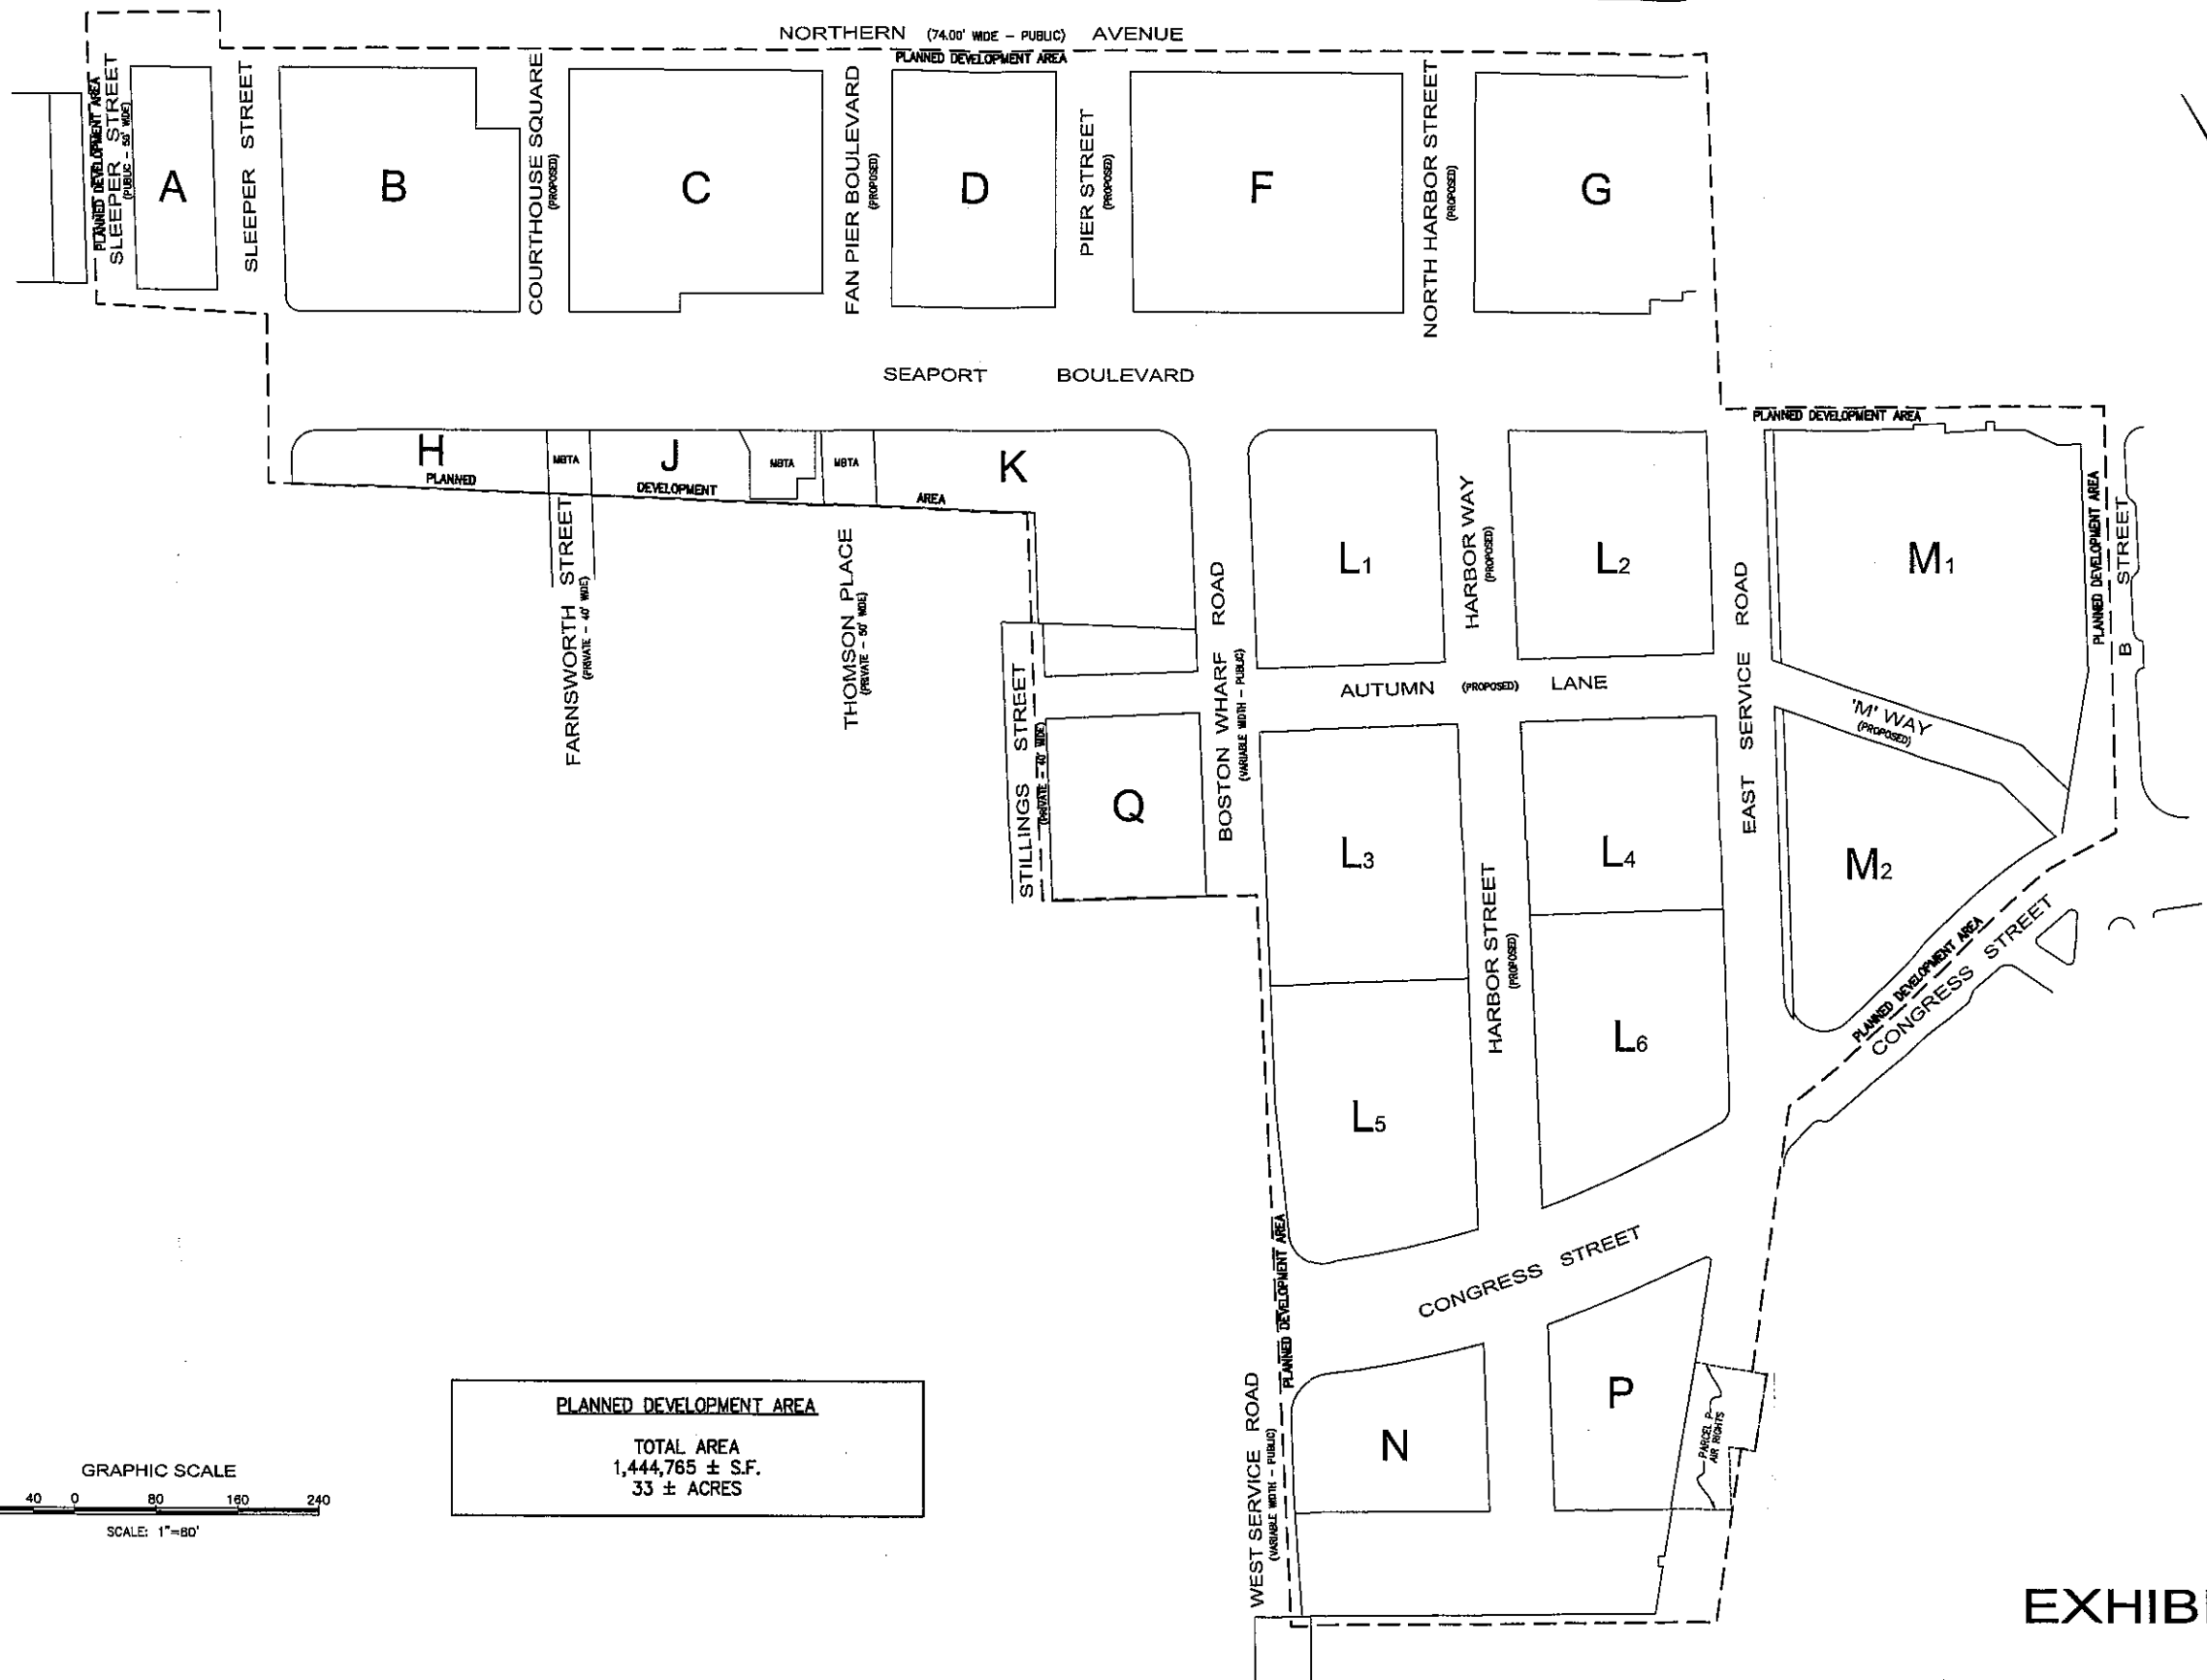 NORTHERN (74.00' WIDE – PUBLIC) AVENUE
PLANNED DEVELOPMENT AREA
PLANNED DEVELOPMENT AREA
SLEEPER STREET
(PUBLIC – 50' WIDE)
A
SLEEPER STREET
B
COURTHOUSE SQUARE
(PROPOSED)
C
FAN PIER BOULEVARD
(PROPOSED)
D
PIER STREET
(PROPOSED)
F
NORTH HARBOR STREET
(PROPOSED)
G
SEAPORT BOULEVARD
PLANNED DEVELOPMENT AREA
H
MBTA
J
MBTA
MBTA
K
PLANNED DEVELOPMENT AREA
FARNSWORTH STREET
(PRIVATE – 40' WIDE)
THOMSON PLACE
(PRIVATE – 50' WIDE)
STILLINGS STREET
(PRIVATE – 40' WIDE)
Q
BOSTON WHARF ROAD
(VARIABLE WIDTH – PUBLIC)
L1
HARBOR WAY
(PROPOSED)
L2
EAST SERVICE ROAD
M1
PLANNED DEVELOPMENT AREA
B STREET
AUTUMN (PROPOSED) LANE
'M' WAY
(PROPOSED)
L3
HARBOR STREET
(PROPOSED)
L4
M2
PLANNED DEVELOPMENT AREA
CONGRESS STREET
L5
L6
PLANNED DEVELOPMENT AREA
CONGRESS STREET
WEST SERVICE ROAD
(VARIABLE WIDTH – PUBLIC)
N
P
PARCEL P
AIR RIGHTS
PLANNED DEVELOPMENT AREA
TOTAL AREA
1,444,765 ± S.F.
33 ± ACRES
GRAPHIC SCALE
40 0 80 160 240
SCALE: 1"=80'
EXHIB